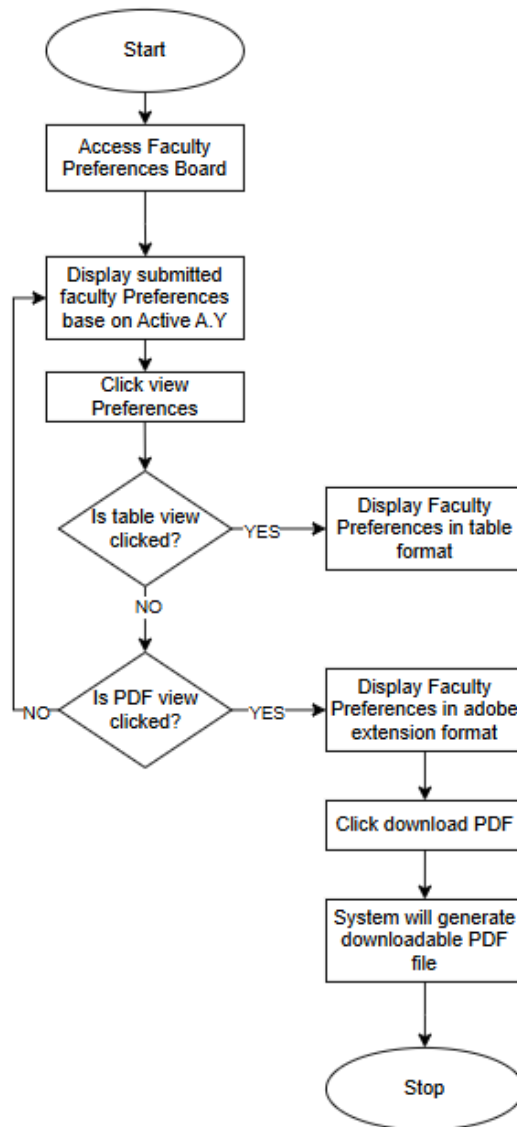 Start
Access Faculty
Preferences Board
Display submitted
faculty Preferences
base on Active A.Y
Click view
Preferences
Is table view
clicked?
YES
Display Faculty
Preferences in table
format
NO
Is PDF view
clicked?
NO
YES
Display Faculty
Preferences in adobe
extension format
Click download PDF
System will generate
downloadable PDF
file
Stop